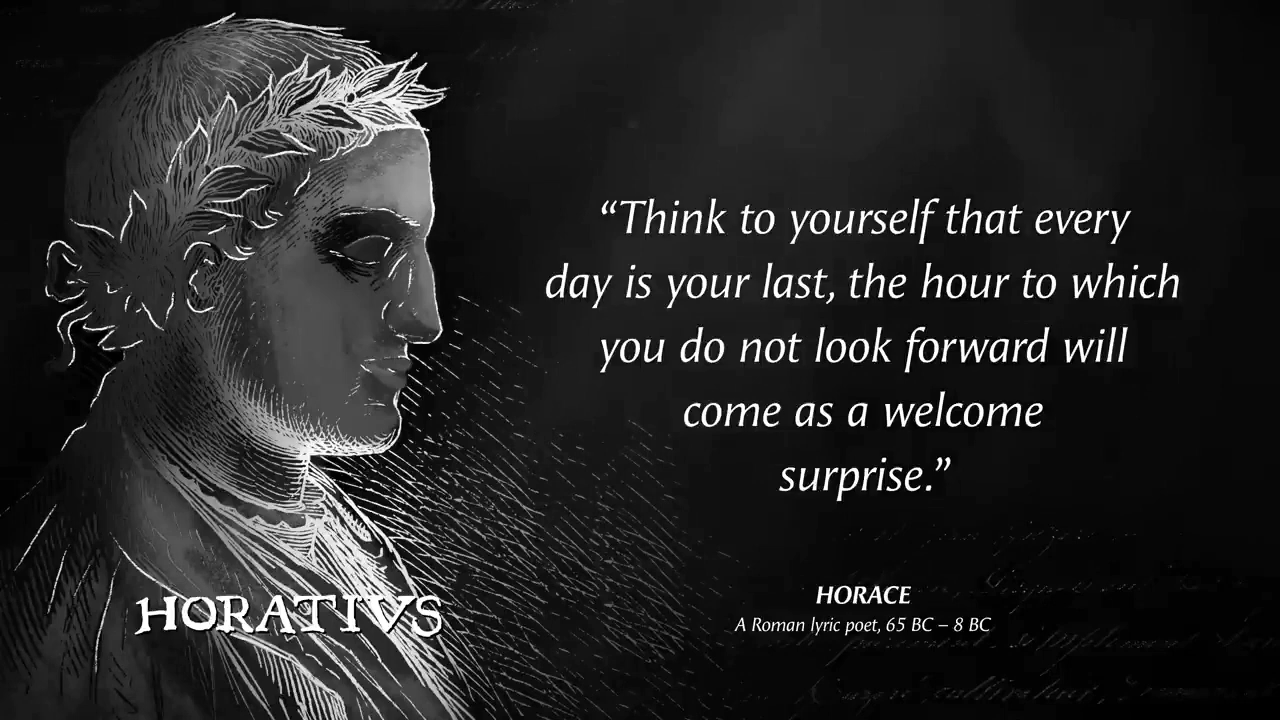 “Think to yourself that every
day is your last, the hour to which
you do not look forward will
come as a welcome
surprise.”
HORACE
A Roman lyric poet, 65 BC – 8 BC
HORATIVS